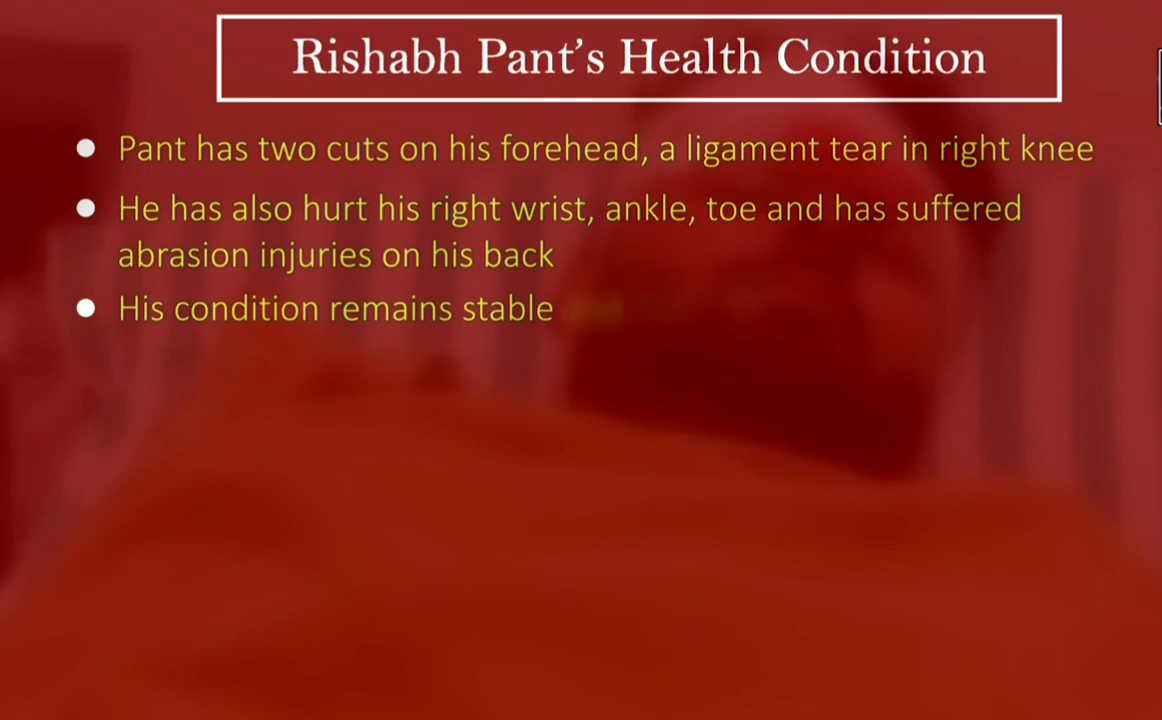 Rishabh Pant’s Health Condition
Pant has two cuts on his forehead, a ligament tear in right knee
He has also hurt his right wrist, ankle, toe and has suffered
abrasion injuries on his back
His condition remains stable